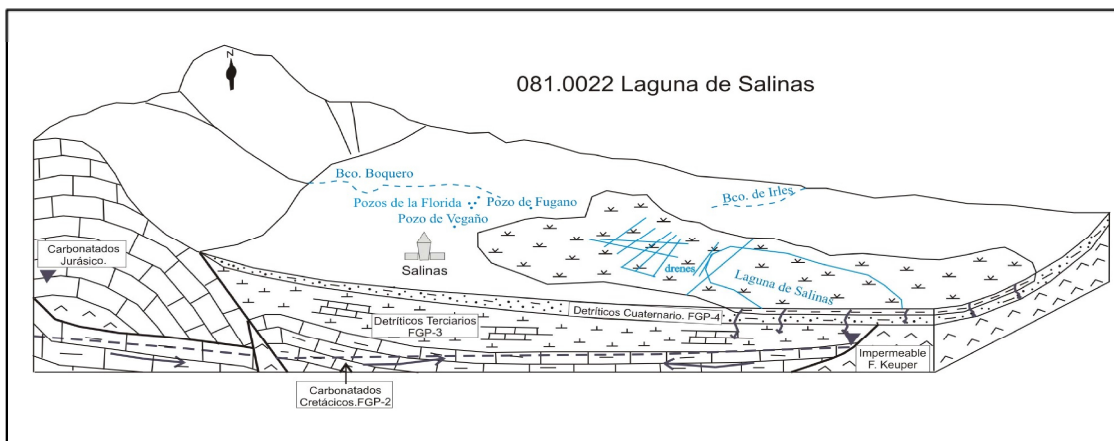 N
081.0022 Laguna de Salinas
Bco. Boquero
Bco. de Irles
Pozos de la Florida
Pozo de Fugano
Pozo de Vegaño
Salinas
drenes
Laguna de Salinas
Carbonatados
Jurásico.
Detríticos Cuaternario. FGP-4
Detríticos Terciarios
FGP-3
Impermeable
F. Keuper
Carbonatados
Cretácicos.FGP-2